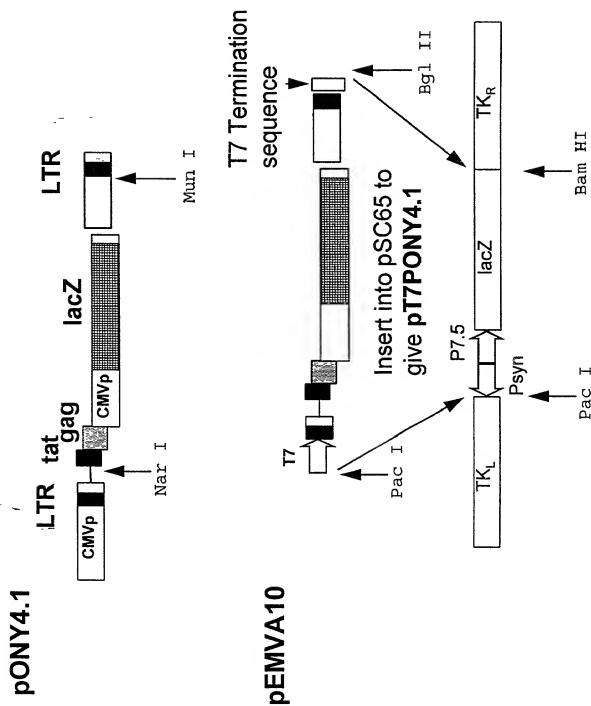 pONY4.1
LTR
tat
gag
lacZ
LTR
CMVp
CMVp
Nar I
Mun I
pEMVA10
T7 Termination
sequence
T7
Pac I
Bgl II
Insert into pSC65 to
give pT7PONY4.1
P7.5
Psyn
TKL
lacZ
TKR
Pac I
Bam HI